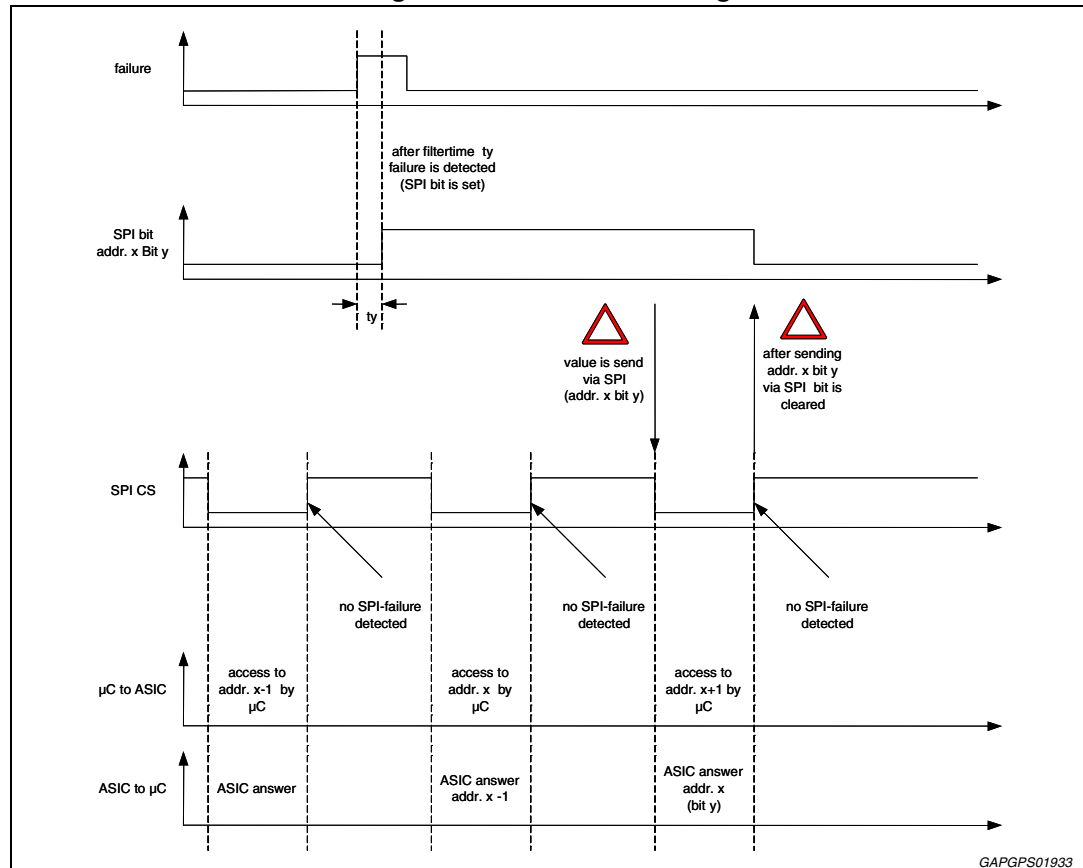 failure
after filtertime ty
failure is detected
(SPI bit is set)
SPI bit
addr. x Bit y
ty
value is send
via SPI
(addr. x bit y)
after sending
addr. x bit y
via SPI bit is
cleared
SPI CS
no SPI-failure
detected
no SPI-failure
detected
no SPI-failure
detected
µC to ASIC
access to
addr. x-1 by
µC
access to
addr. x by
µC
access to
addr. x+1 by
µC
ASIC to µC
ASIC answer
ASIC answer
addr. x -1
ASIC answer
addr. x
(bit y)
GAPGPS01933